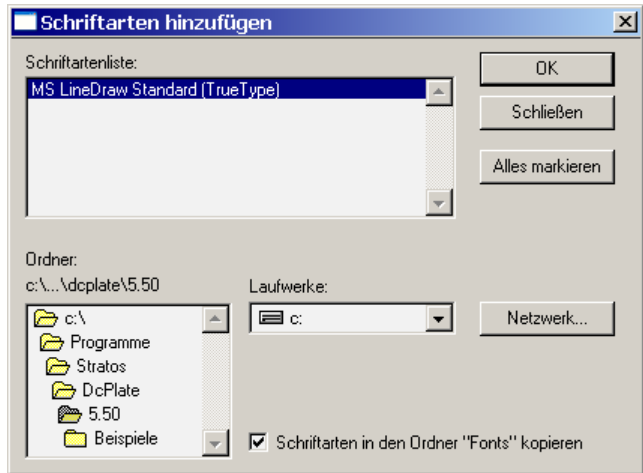 Schriftarten hinzufügen
Schriftartenliste:
MS LineDraw Standard (TrueType)
OK
Schließen
Alles markieren
Ordner:
c:\...\dcplate\5.50
c:\
Programme
Stratos
DcPlate
5.50
Beispiele
Laufwerke:
c:
Netzwerk...
Schriftarten in den Ordner "Fonts" kopieren